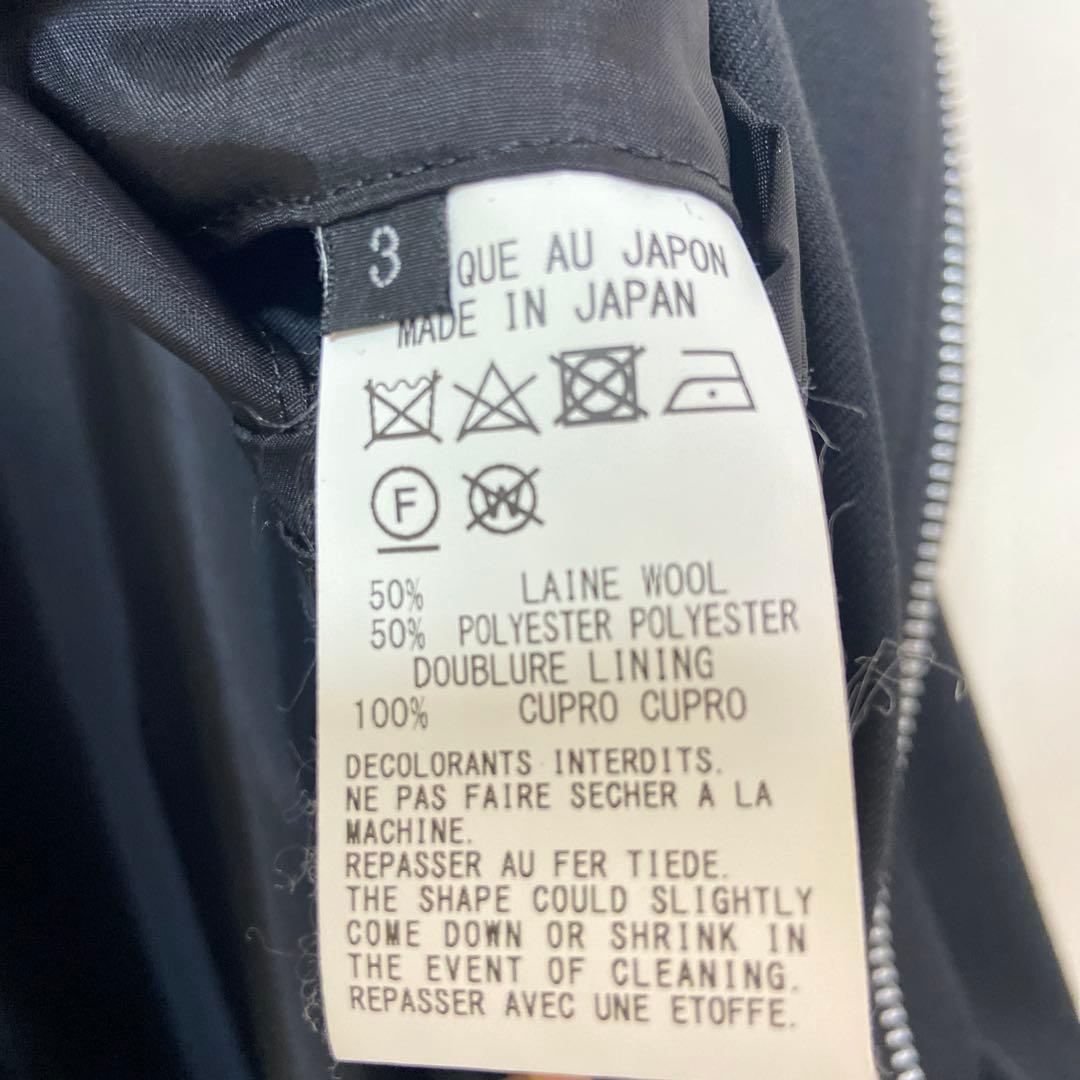 3
QUE AU JAPON
MADE IN JAPAN
F
W
50% LAINE WOOL
50% POLYESTER POLYESTER
DOUBLURE LINING
100% CUPRO CUPRO
DECOLORANTS INTERDITS.
NE PAS FAIRE SECHER A LA
MACHINE.
REPASSER AU FER TIEDE.
THE SHAPE COULD SLIGHTLY
COME DOWN OR SHRINK IN
THE EVENT OF CLEANING.
REPASSER AVEC UNE ETOFFE.